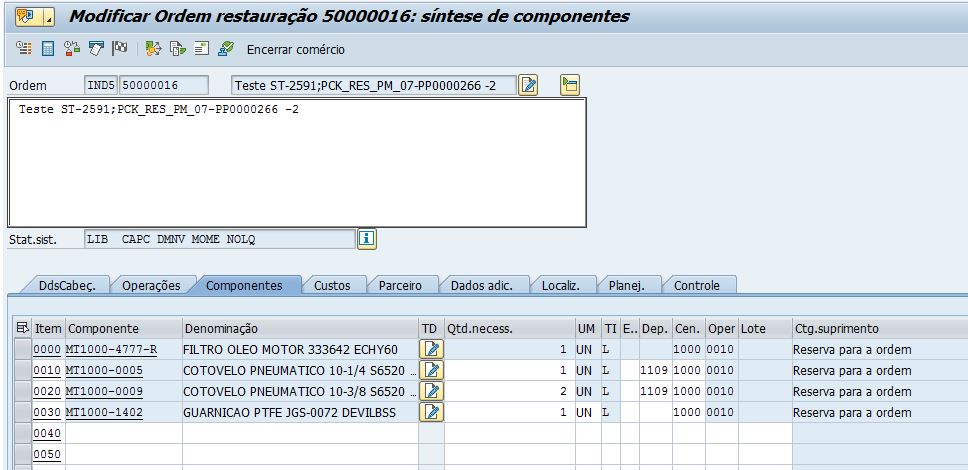 Modificar Ordem restauração 50000016: síntese de componentes
Encerrar comércio
Ordem IND5 50000016 Teste ST-2591;PCK_RES_PM_07-PP0000266 -2
Teste ST-2591;PCK_RES_PM_07-PP0000266 -2
Stat.sist. LIB CAPC DMNV MOME NOLQ
DdsCabeç. Operações Componentes Custos Parceiro Dados adic. Localiz. Planej. Controle
Item Componente Denominação TD Qtd.necess. UM TI E.. Dep. Cen. Oper Lote Ctg.suprimento
0000 MT1000-4777-R FILTRO OLEO MOTOR 333642 ECHY60 1 UN L 1000 0010 Reserva para a ordem
0010 MT1000-0005 COTOVELO PNEUMATICO 10-1/4 S6520 ... 1 UN L 1109 1000 0010 Reserva para a ordem
0020 MT1000-0009 COTOVELO PNEUMATICO 10-3/8 S6520 ... 2 UN L 1109 1000 0010 Reserva para a ordem
0030 MT1000-1402 GUARNICAO PTFE JGS-0072 DEVILBSS 1 UN L 1000 0010 Reserva para a ordem
0040
0050